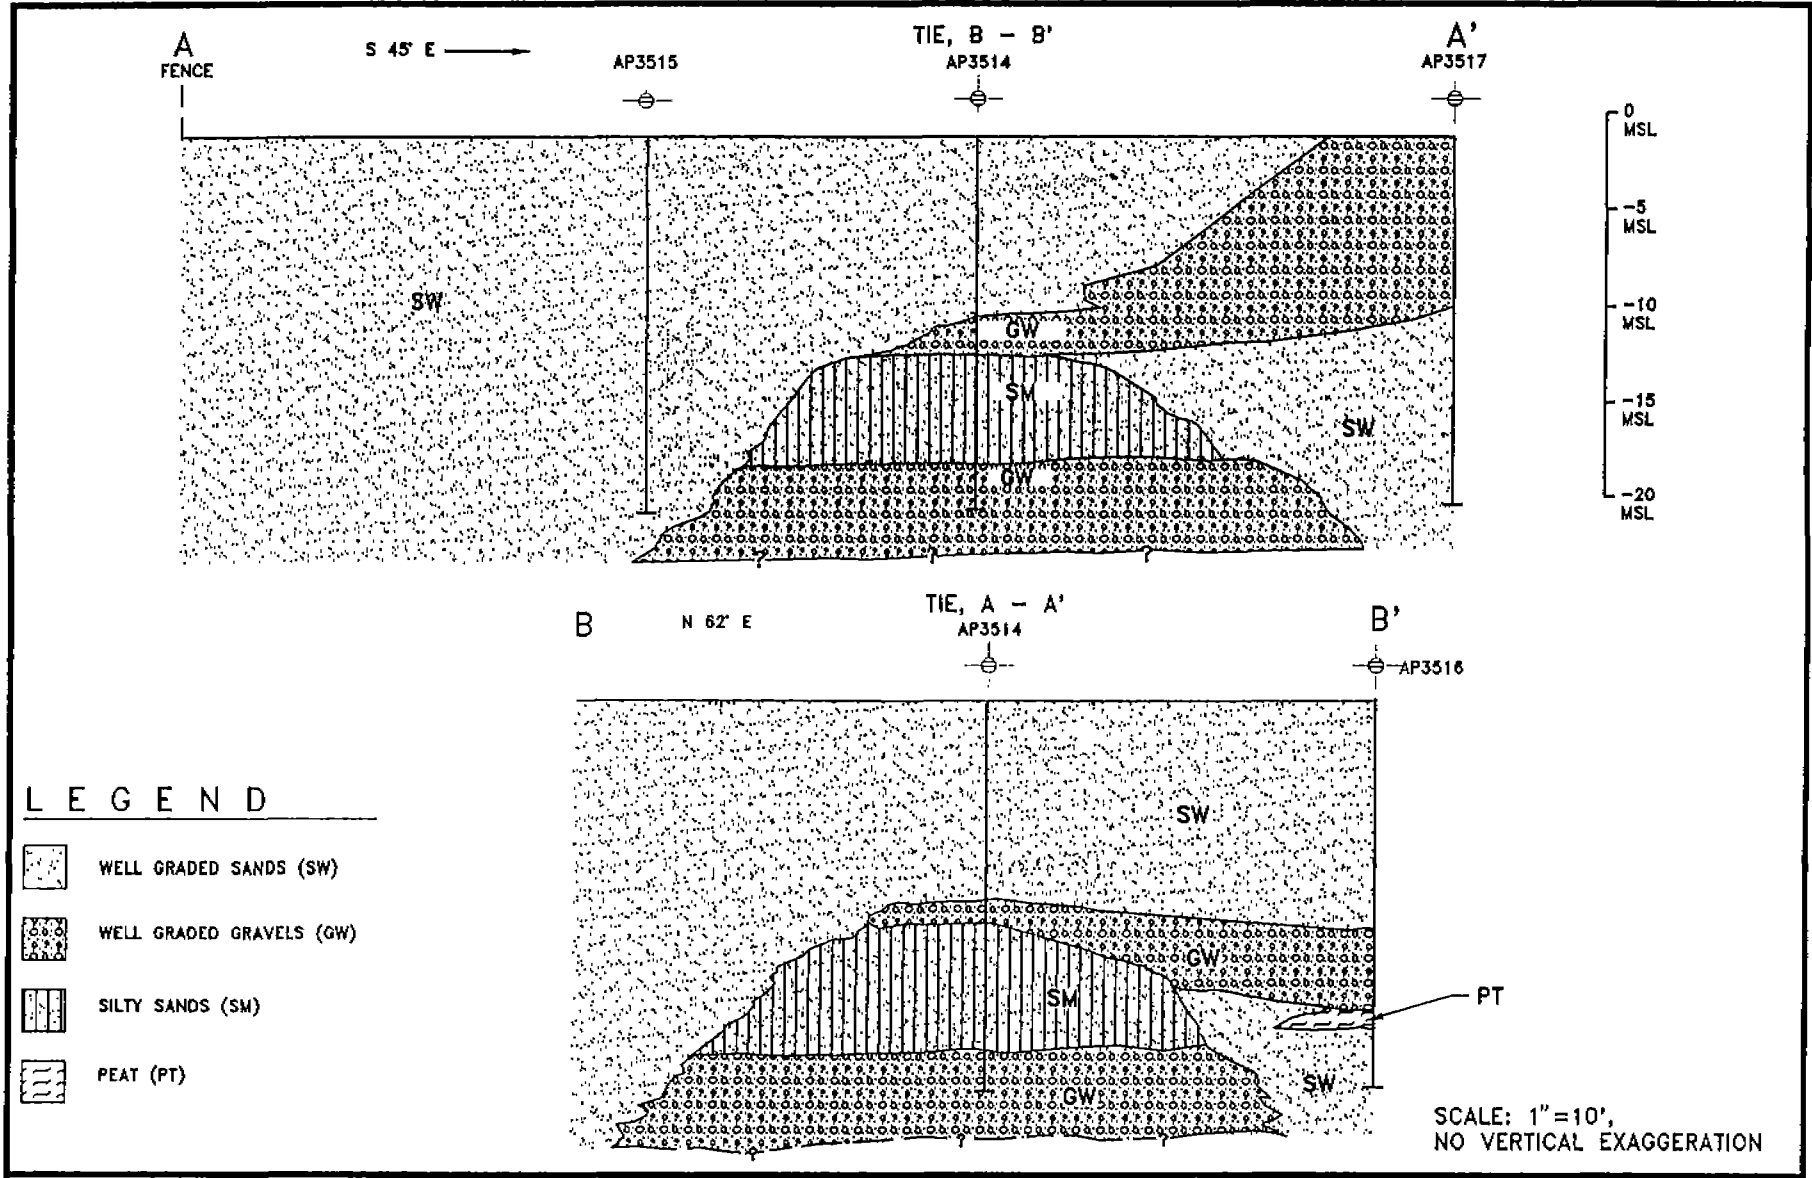 A
FENCE
S 45° E
AP3515
TIE, B - B'
AP3514
A'
AP3517
0
MSL
-5
MSL
-10
MSL
-15
MSL
-20
MSL
SW
GW
SM
SW
GW
?
?
?
B
N 62° E
TIE, A - A'
AP3514
B'
AP3516
SW
GW
SM
PT
SW
GW
?
?
?
LEGEND
WELL GRADED SANDS (SW)
WELL GRADED GRAVELS (GW)
SILTY SANDS (SM)
PEAT (PT)
SCALE: 1"=10',
NO VERTICAL EXAGGERATION